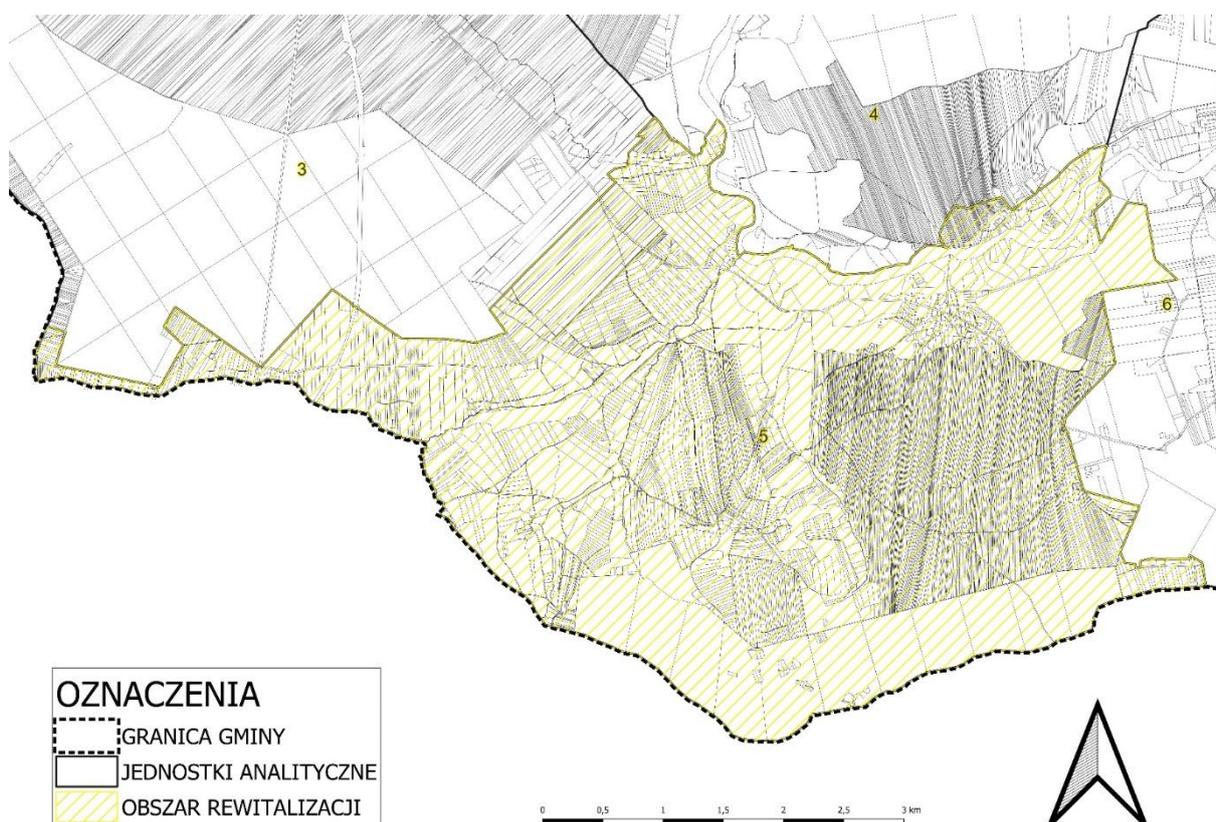 4
3
6
5
OZNACZENIA
GRANICA GMINY
JEDNOSTKI ANALITYCZNE
OBSZAR REWITALIZACJI
0 0,5 1 1,5 2 2,5 3 km